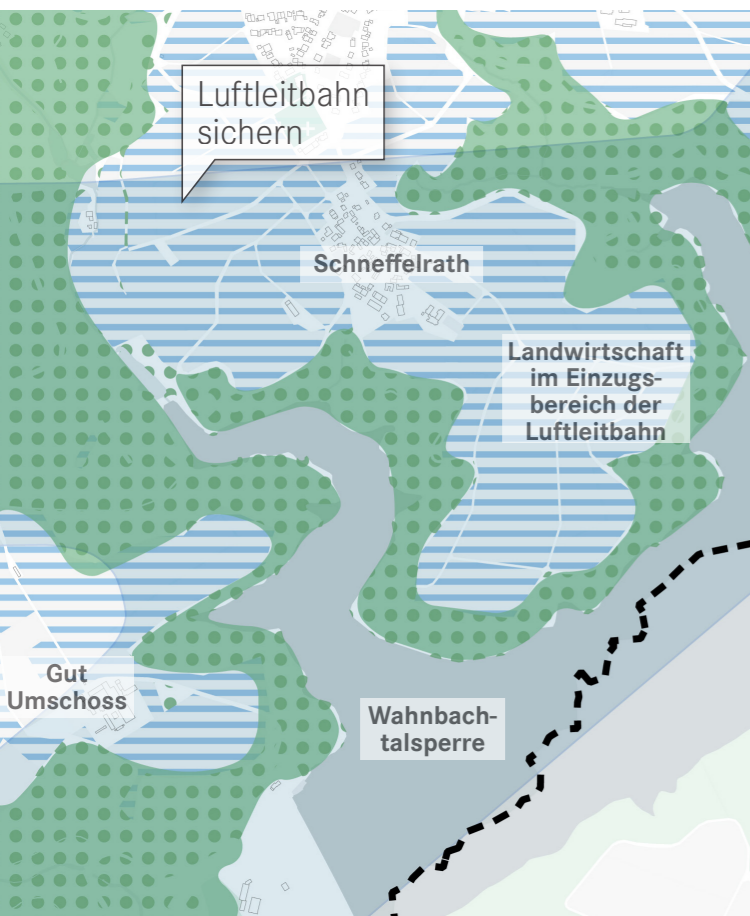 Luftleitbahn
sichern
Schneffelrath
Landwirtschaft
im Einzugs-
bereich der
Luftleitbahn
Gut
Umschoss
Wahnbach-
talsperre